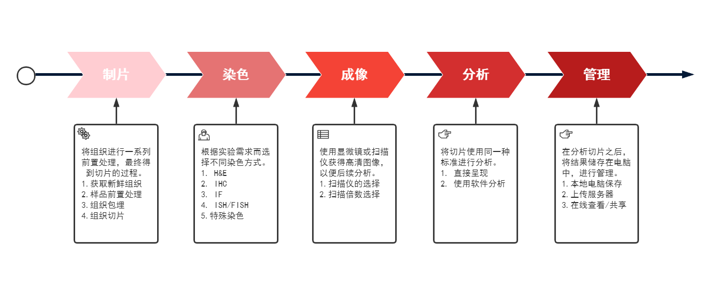 制片
染色
成像
分析
管理
将组织进行一系列
前置处理，最终得
到切片的过程。
1.获取新鲜组织
2.样品前置处理
3.组织包埋
4.组织切片
根据实验需求而选
择不同染色方式。
1. H&E
2. IHC
3. IF
4. ISH/FISH
5.特殊染色
使用显微镜或扫描
仪获得高清图像，
以便后续分析。
1.扫描仪的选择
2.扫描倍数选择
将切片使用同一种
标准进行分析。
1. 直接呈现
2. 使用软件分析
在分析切片之后，
将结果储存在电脑
中，进行管理。
1.本地电脑保存
2.上传服务器
3.在线查看/共享